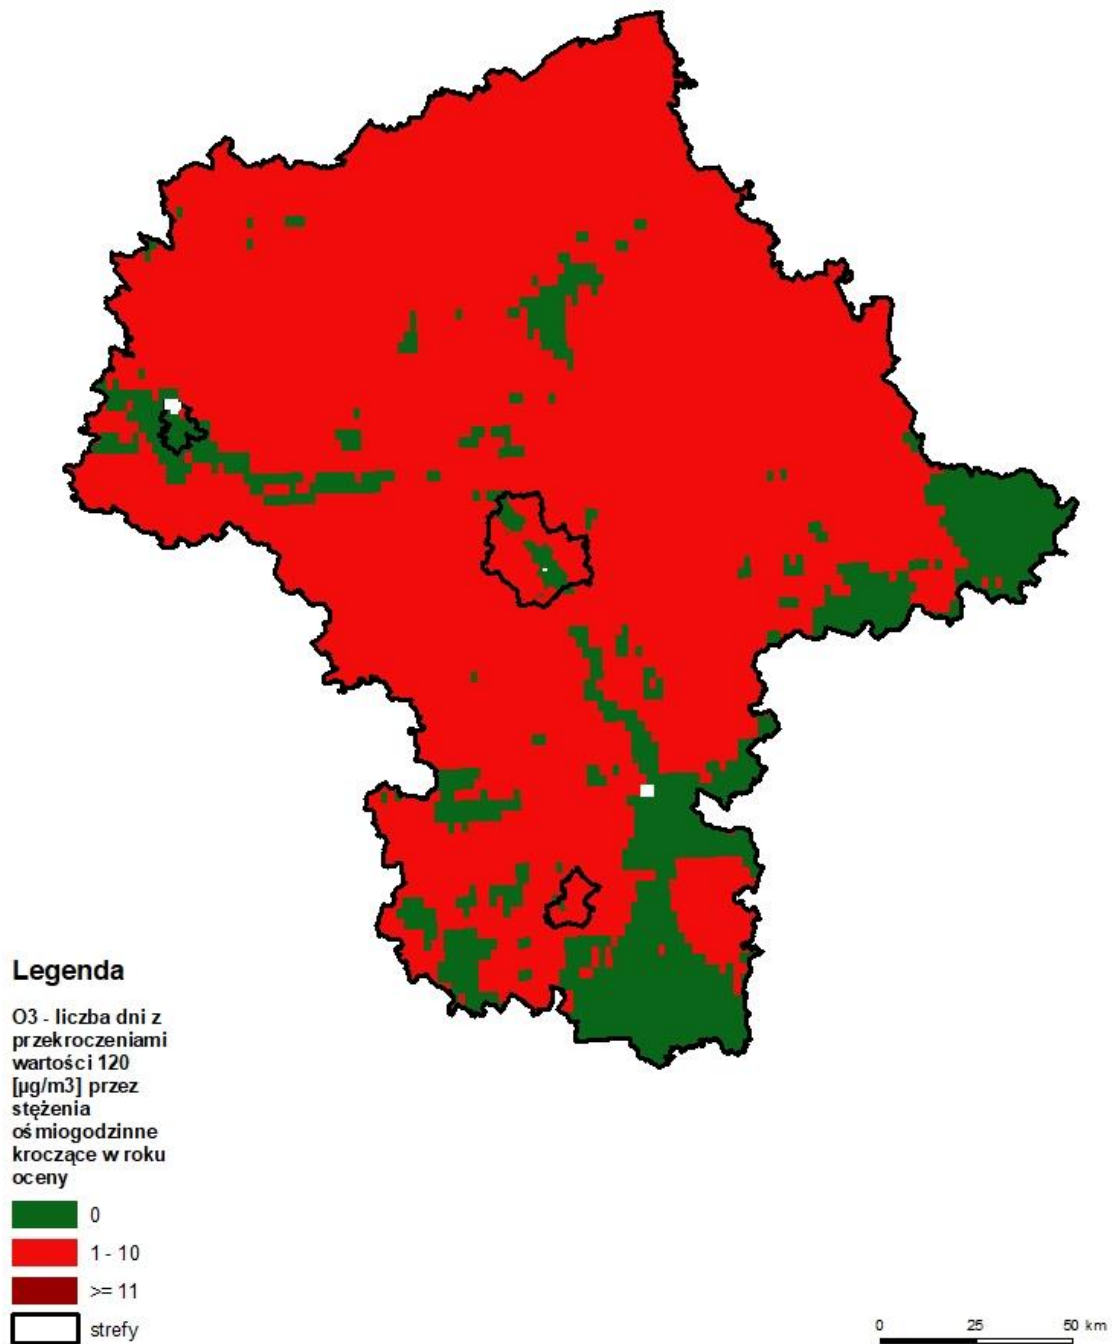 Legenda
O3 - liczba dni z
przekroczeniami
wartości 120
[µg/m3] przez
stężenia
ośmiogodzinne
kroczące w roku
oceny
0
1 - 10
>= 11
strefy
0 25 50 km